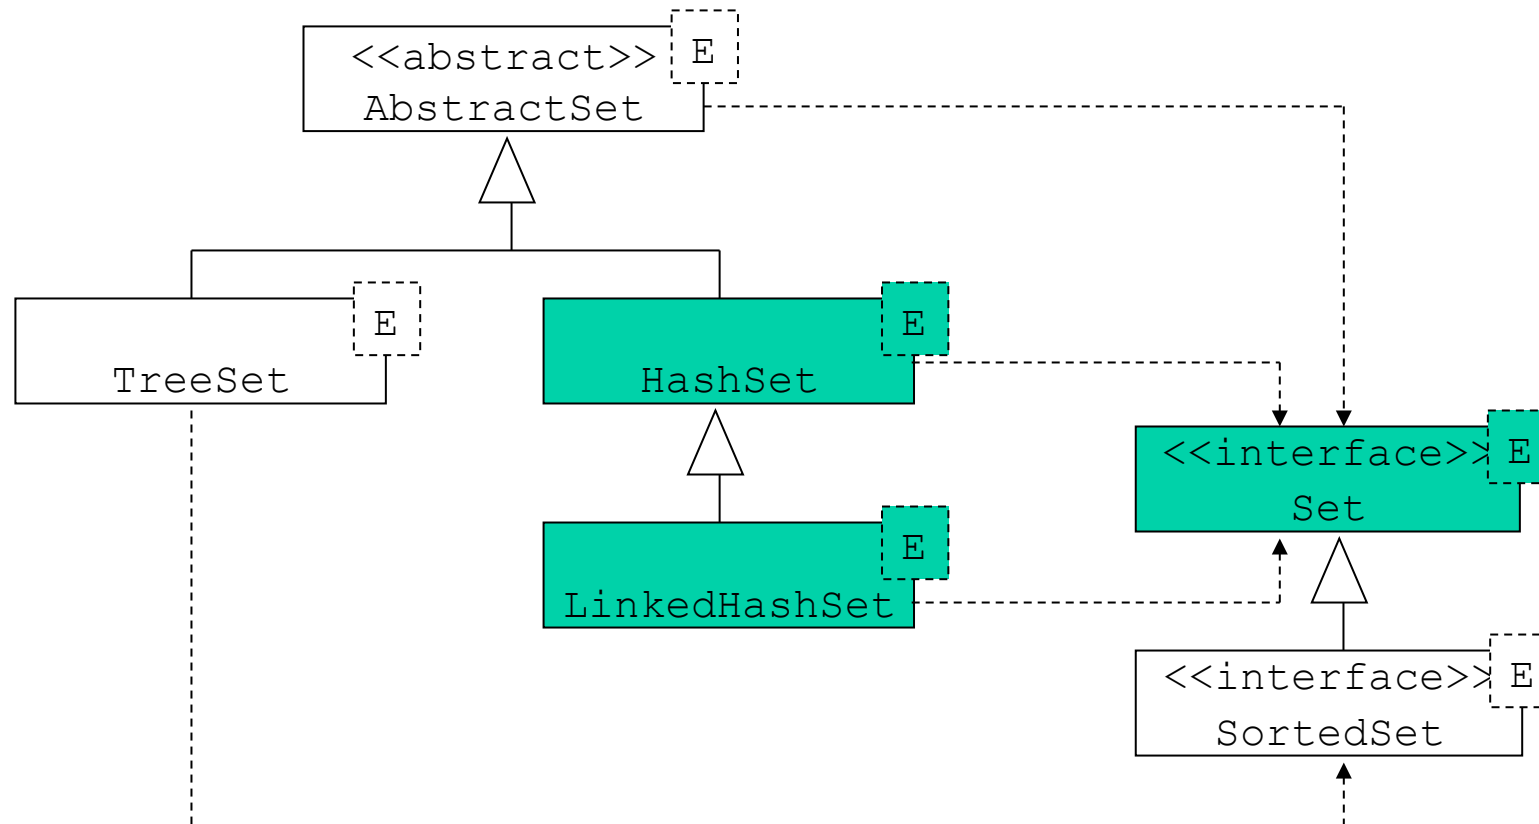 <<abstract>>
AbstractSet
E
TreeSet
E
HashSet
E
<<interface>>
Set
E
LinkedHashSet
E
<<interface>>
SortedSet
E